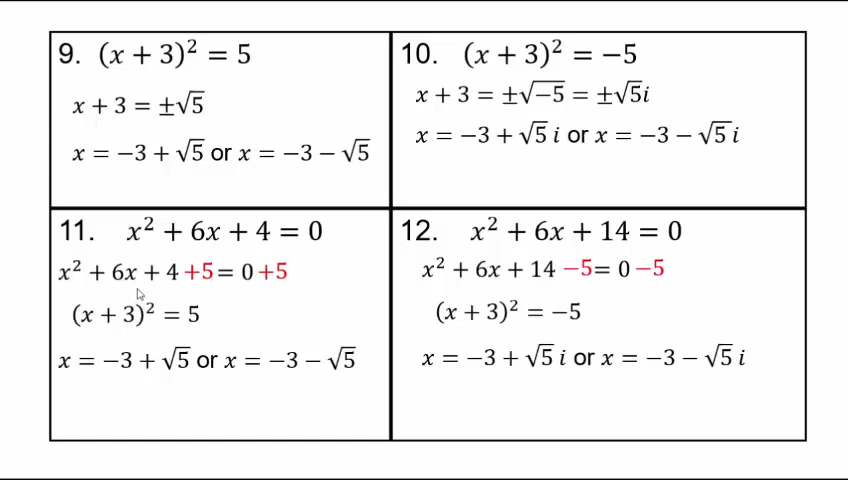 9. (x + 3)² = 5
x + 3 = ±√5
x = −3 + √5 or x = −3 − √5
10. (x + 3)² = −5
x + 3 = ±√−5 = ±√5i
x = −3 + √5 i or x = −3 − √5 i
11. x² + 6x + 4 = 0
x² + 6x + 4 +5 = 0 +5
(x + 3)² = 5
x = −3 + √5 or x = −3 − √5
12. x² + 6x + 14 = 0
x² + 6x + 14 −5= 0 −5
(x + 3)² = −5
x = −3 + √5 i or x = −3 − √5 i